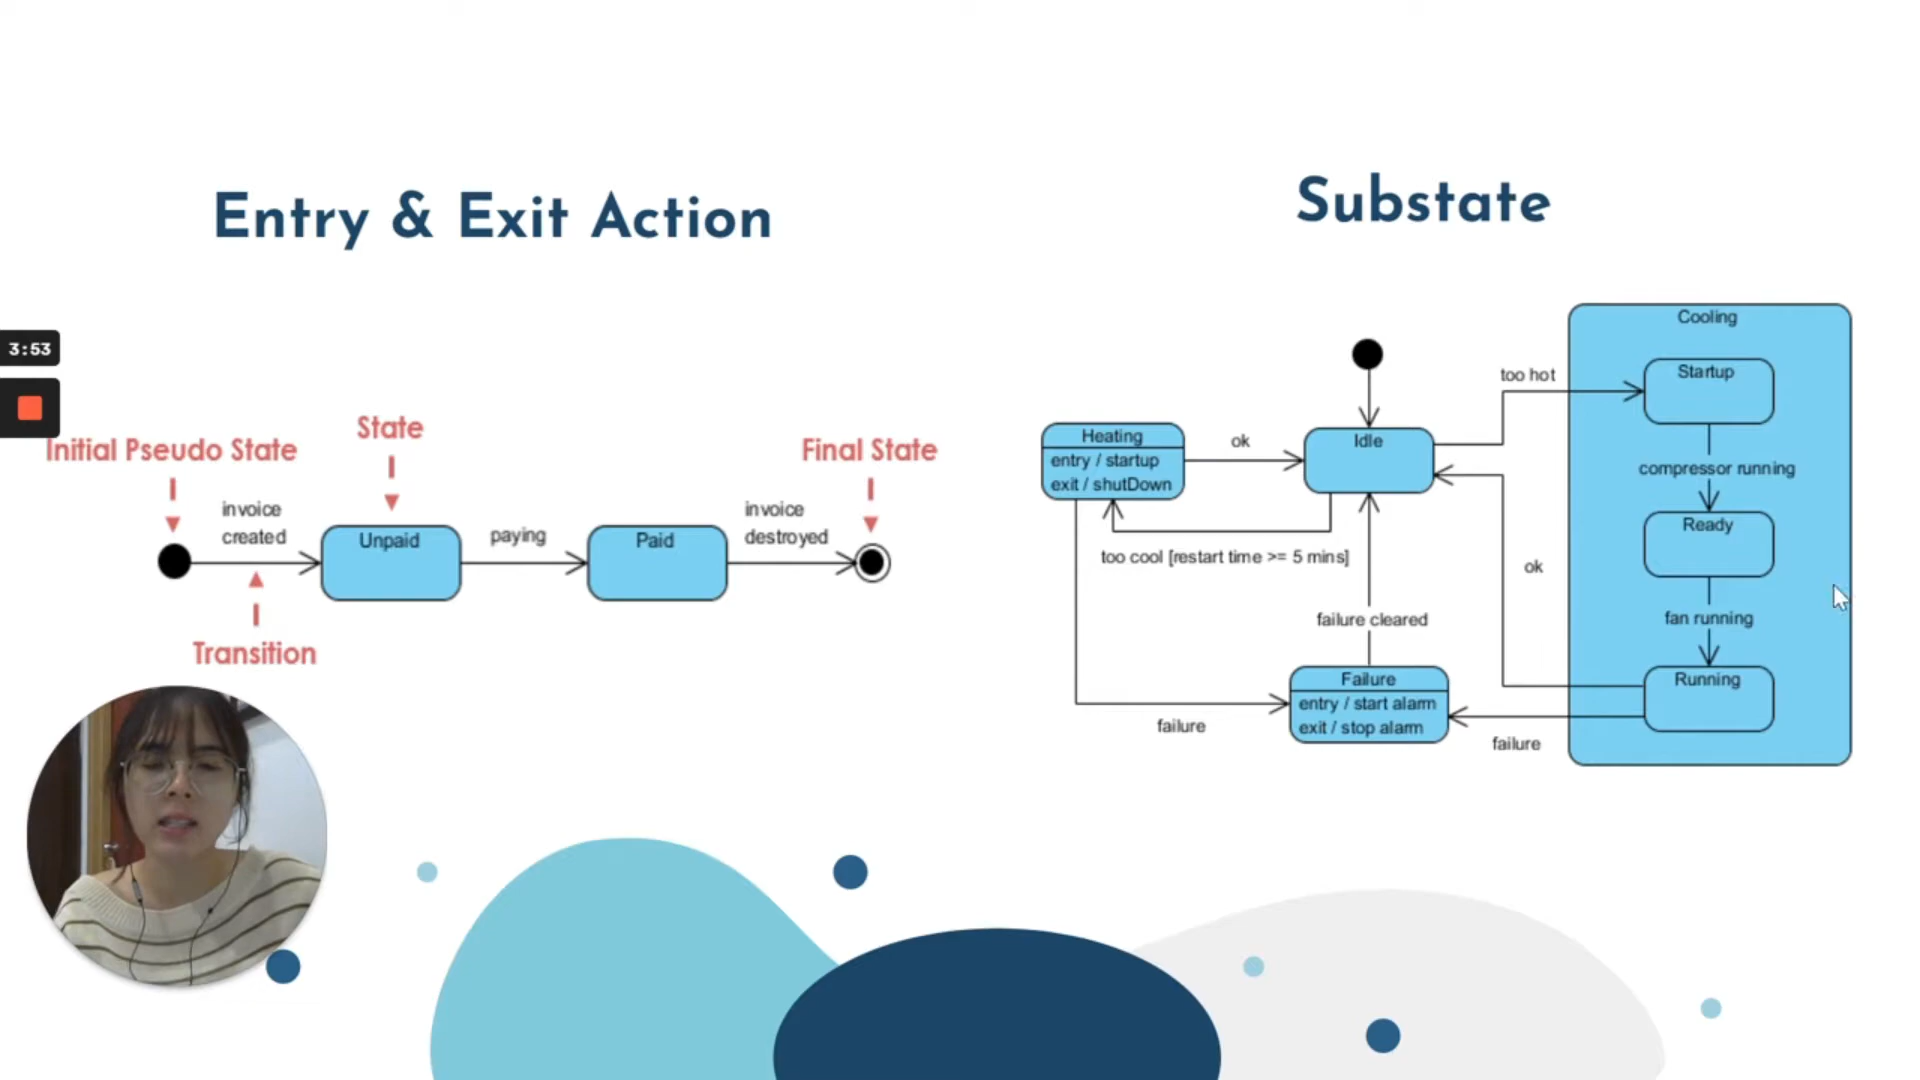 Entry & Exit Action
Substate
3:53
Initial Pseudo State
State
Final State
invoice
created
Unpaid
paying
Paid
invoice
destroyed
Transition
Cooling
Startup
too hot
compressor running
Ready
fan running
Running
Heating
entry / startup
exit / shutDown
ok
Idle
too cool [restart time >= 5 mins]
ok
failure cleared
Failure
entry / start alarm
exit / stop alarm
failure
failure